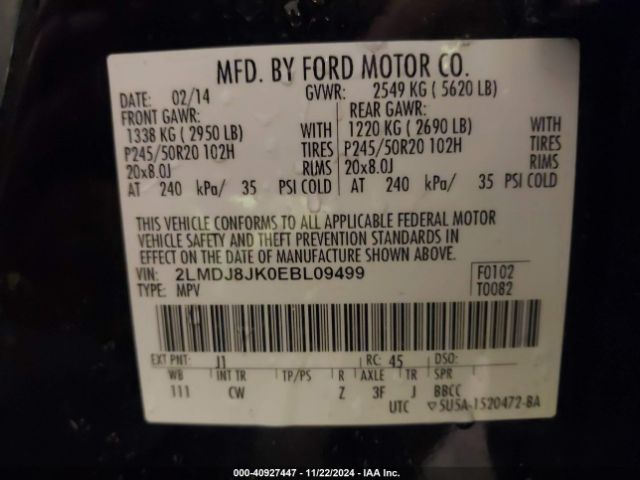 MFD. BY FORD MOTOR CO.
DATE: 02/14 GVWR: 2549 KG ( 5620 LB)
FRONT GAWR: REAR GAWR:
1338 KG ( 2950 LB) WITH 1220 KG ( 2690 LB) WITH
P245/50R20 102H TIRES P245/50R20 102H TIRES
20x8.0J RIMS 20x8.0J RIMS
AT 240 kPa/ 35 PSI COLD AT 240 kPa/ 35 PSI COLD
THIS VEHICLE CONFORMS TO ALL APPLICABLE FEDERAL MOTOR
VEHICLE SAFETY AND THEFT PREVENTION STANDARDS IN
EFFECT ON THE DATE OF MANUFACTURE SHOWN ABOVE.
VIN: 2LMDJ8JK0EBL09499 F0102
TYPE: MPV T0082
EXT PNT: J1 RC: 45 DSO:
WB INT TR TP/PS R AXLE TR SPR
111 CW Z 3F J BBCC
UTC ▽5U5A-1520472-BA
000-40927447 - 11/22/2024 - IAA Inc.